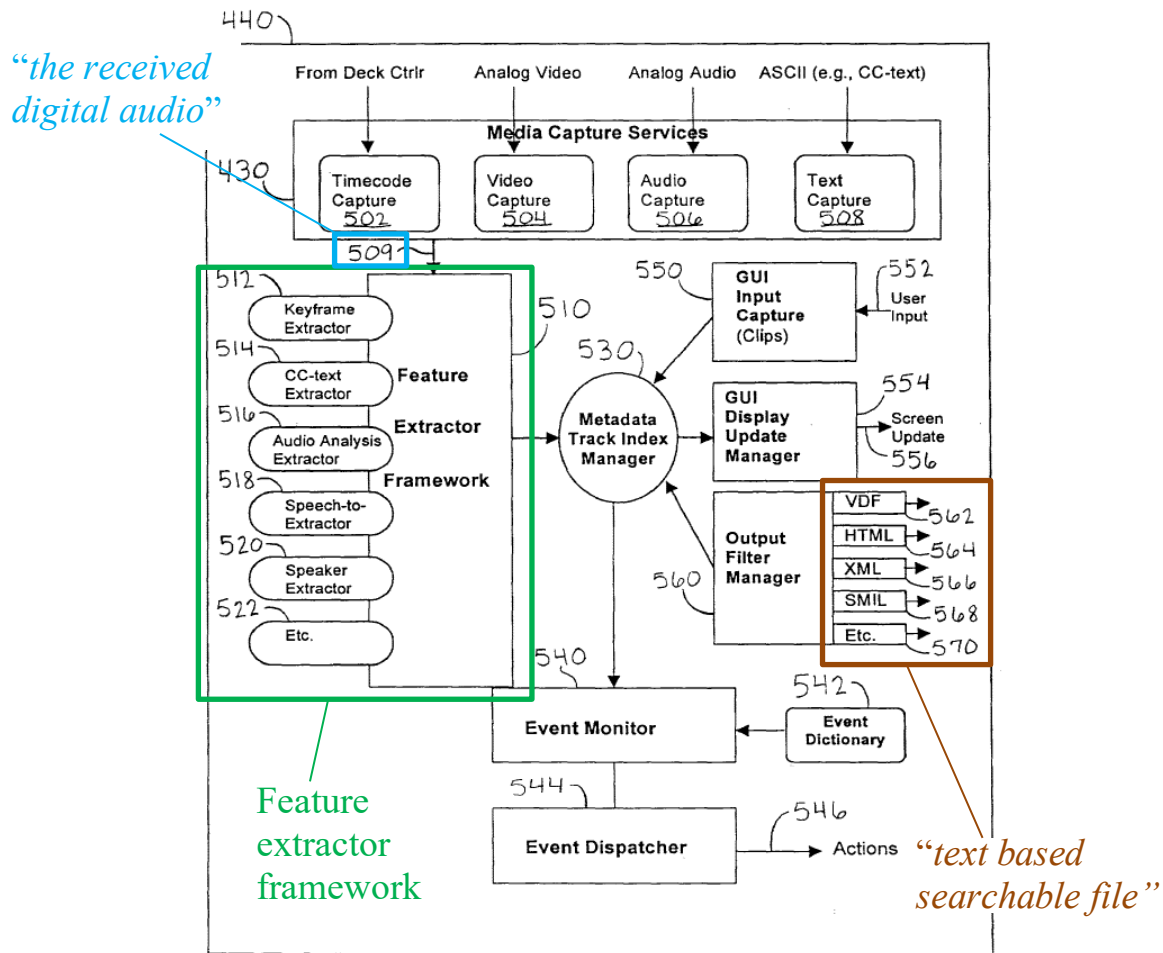 440
“the received
digital audio”
From Deck Ctrlr
Analog Video
Analog Audio
ASCII (e.g., CC-text)
Media Capture Services
430
Timecode
Capture
502
Video
Capture
504
Audio
Capture
506
Text
Capture
508
509
512
Keyframe
Extractor
514
CC-text
Extractor
516
Audio Analysis
Extractor
518
Speech-to-
Extractor
520
Speaker
Extractor
522
Etc.
510
Feature
Extractor
Framework
530
Metadata
Track Index
Manager
550
GUI
Input
Capture
(Clips)
552
User
Input
GUI
Display
Update
Manager
554
Screen
Update
556
Output
Filter
Manager
560
VDF
562
HTML
564
XML
566
SMIL
568
Etc.
570
540
Event Monitor
542
Event
Dictionary
544
Event Dispatcher
546
Actions
Feature
extractor
framework
“text based
searchable file”